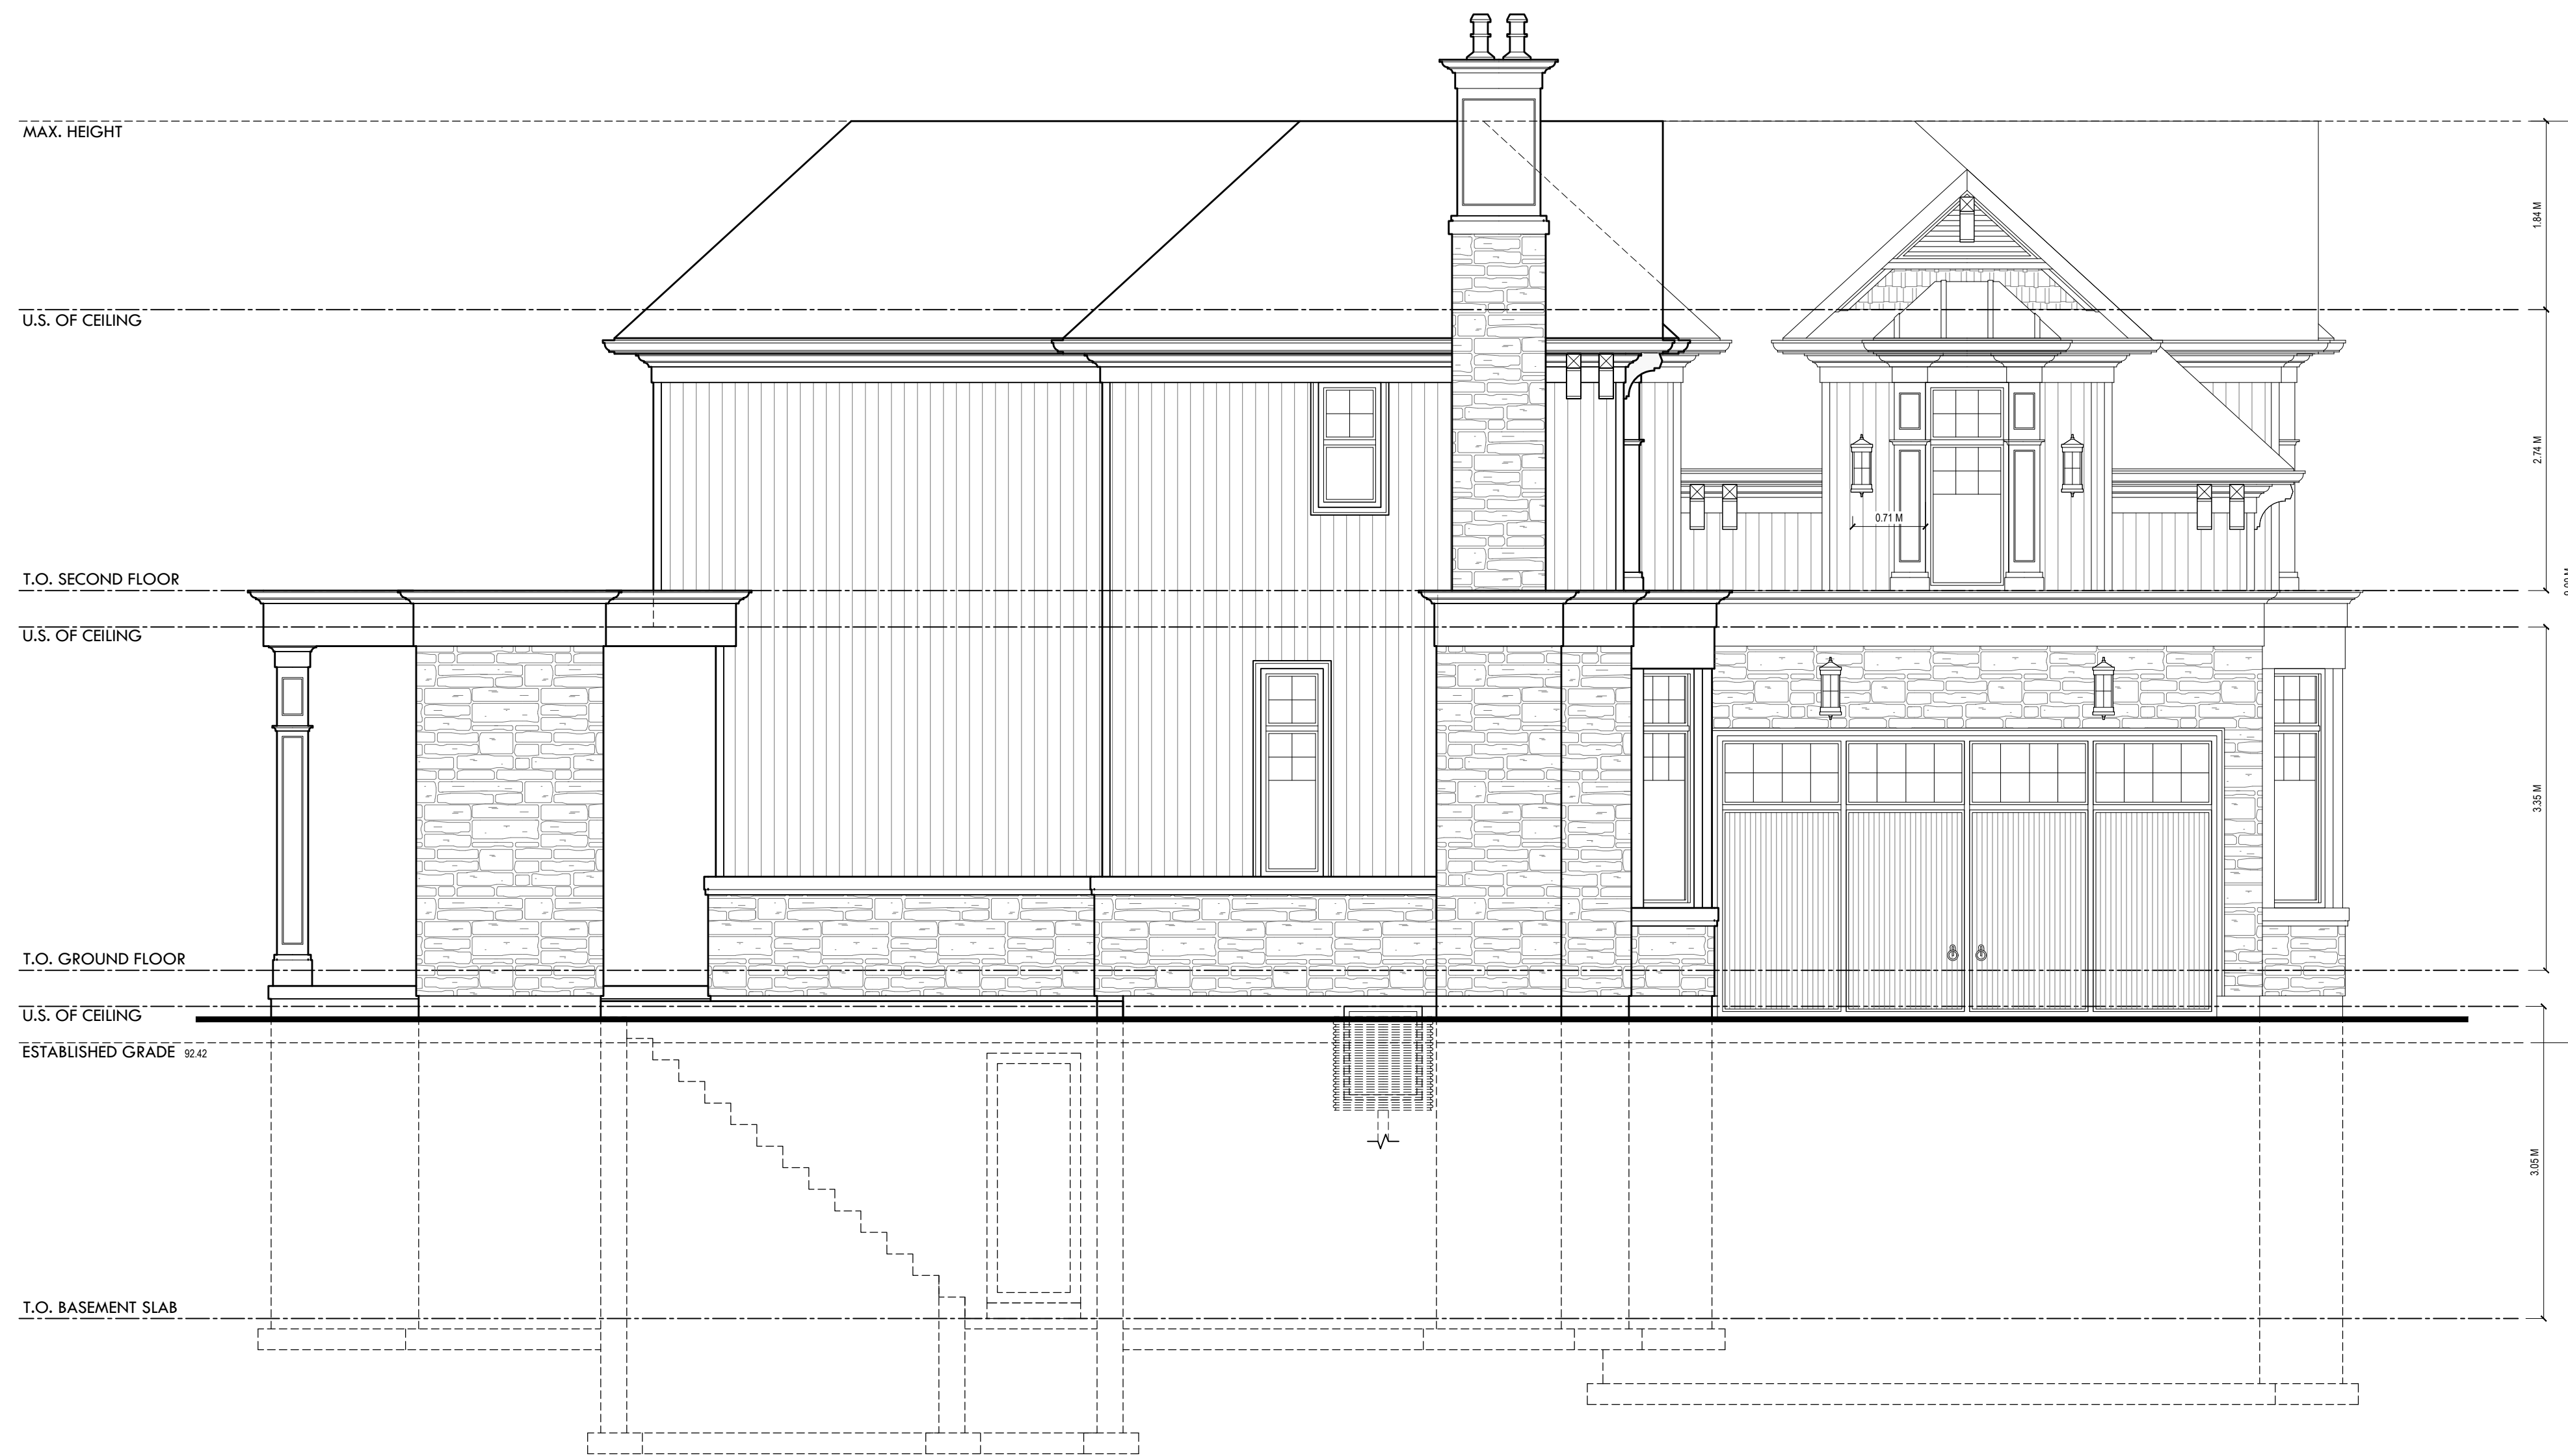 MAX. HEIGHT
1.84 M
U.S. OF CEILING
2.74 M
0.71 M
T.O. SECOND FLOOR
U.S. OF CEILING
3.35 M
T.O. GROUND FLOOR
U.S. OF CEILING
ESTABLISHED GRADE 92.42
3.05 M
T.O. BASEMENT SLAB